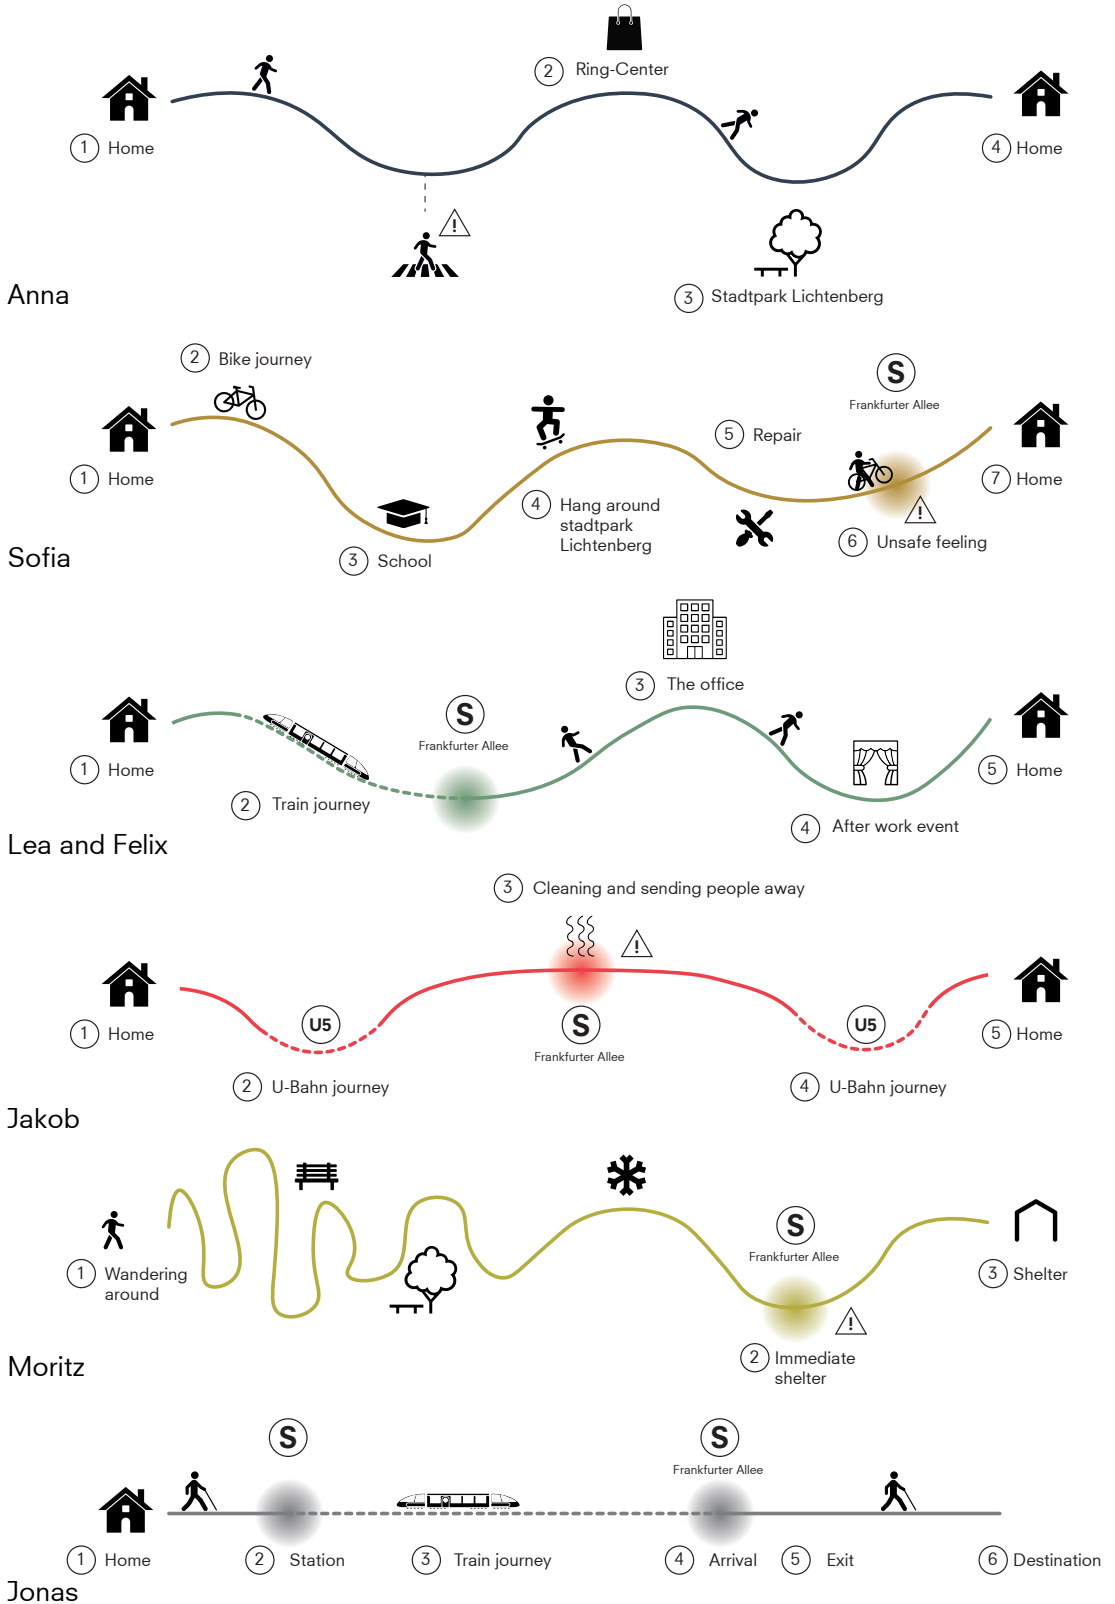 2 Ring-Center
1 Home
4 Home
!
3 Stadtpark Lichtenberg
Anna
2 Bike journey
S
Frankfurter Allee
5 Repair
1 Home
7 Home
4 Hang around
stadtpark
Lichtenberg
!
6 Unsafe feeling
3 School
Sofia
3 The office
S
Frankfurter Allee
1 Home
5 Home
2 Train journey
4 After work event
Lea and Felix
3 Cleaning and sending people away
!
U5
S
U5
1 Home
5 Home
Frankfurter Allee
2 U-Bahn journey
4 U-Bahn journey
Jakob
S
Frankfurter Allee
1 Wandering
around
3 Shelter
!
2 Immediate
shelter
Moritz
S
S
Frankfurter Allee
1 Home
2 Station
3 Train journey
4 Arrival
5 Exit
6 Destination
Jonas